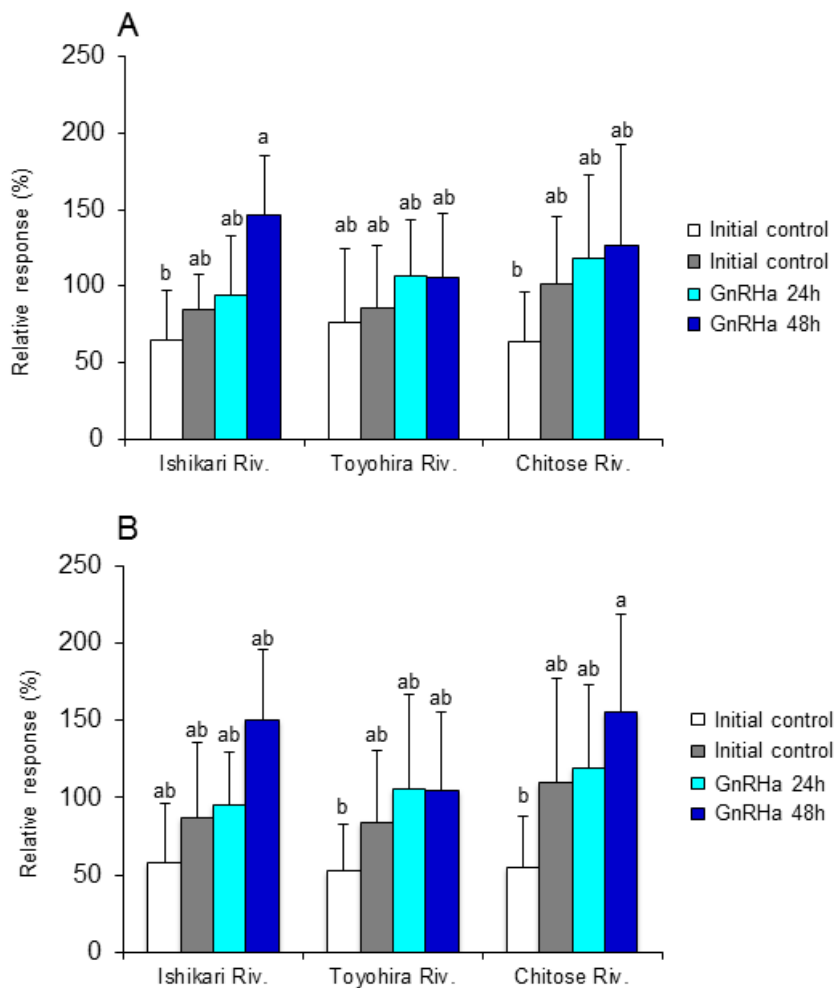 A
250
200
150
100
50
0
Relative response (%)
b ab ab a
ab ab ab ab
b ab ab ab
Ishikari Riv. Toyohira Riv. Chitose Riv.
Initial control
Initial control
GnRHa 24h
GnRHa 48h
B
250
200
150
100
50
0
Relative response (%)
ab ab ab ab
b ab ab ab
b ab ab a
Ishikari Riv. Toyohira Riv. Chitose Riv.
Initial control
Initial control
GnRHa 24h
GnRHa 48h